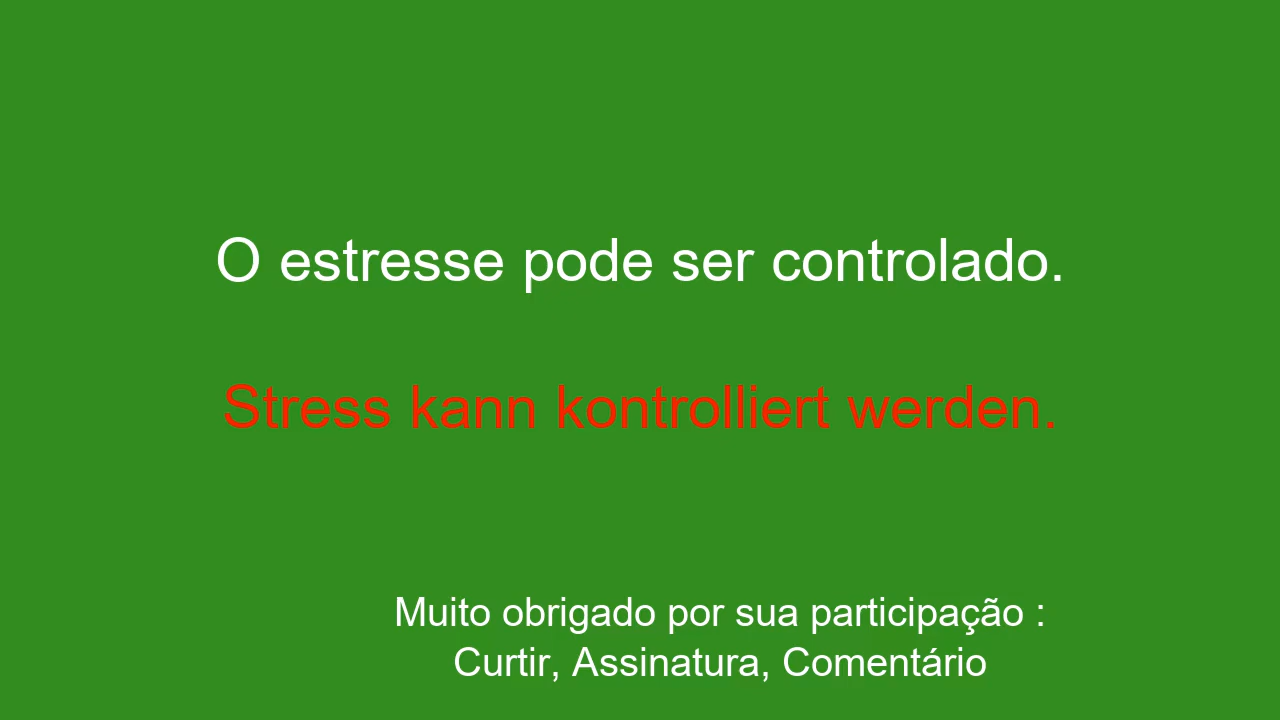 O estresse pode ser controlado.
Stress kann kontrolliert werden.
Muito obrigado por sua participação :
Curtir, Assinatura, Comentário